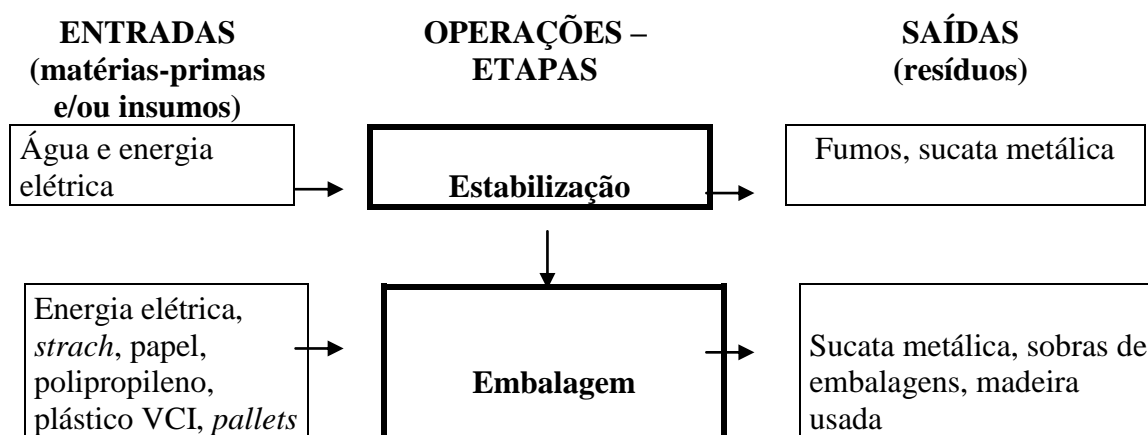 ENTRADAS
(matérias-primas
e/ou insumos)
OPERAÇÕES –
ETAPAS
SAÍDAS
(resíduos)
Água e energia
elétrica
Estabilização
Fumos, sucata metálica
Energia elétrica,
strach, papel,
polipropileno,
plástico VCI, pallets
Embalagem
Sucata metálica, sobras de
embalagens, madeira
usada